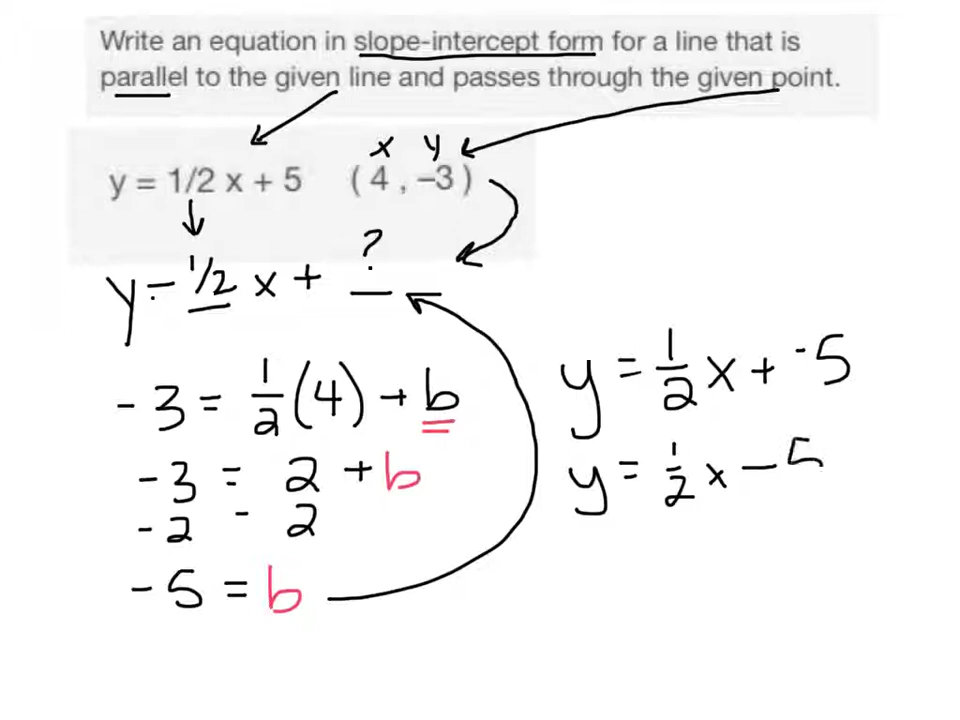 Write an equation in slope-intercept form for a line that is
parallel to the given line and passes through the given point.
x y
y = 1/2 x + 5 ( 4 , −3 )
?
y = 1/2 x + __
-3 = 1/2 (4) + b
-3 = 2 + b
-2 - 2
-5 = b
y = 1/2 x + -5
y = 1/2 x - 5